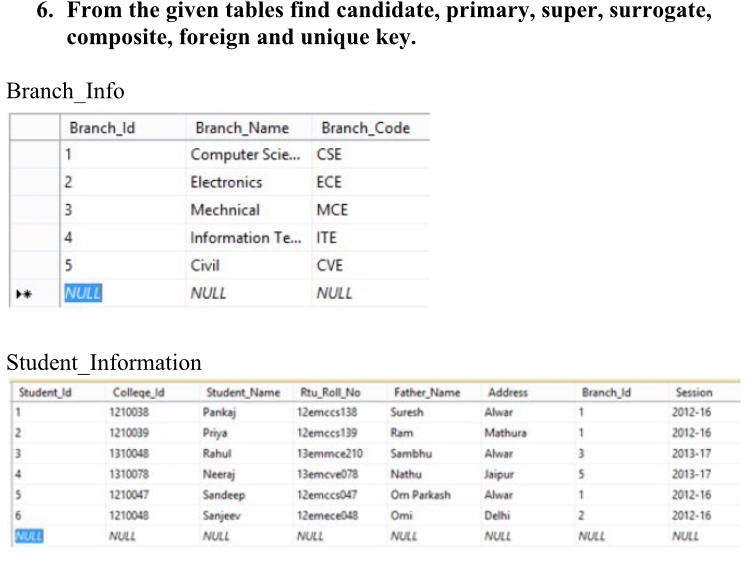 6. From the given tables find candidate, primary, super, surrogate,
composite, foreign and unique key.
Branch_Info
Branch_Id Branch_Name Branch_Code
1 Computer Scie... CSE
2 Electronics ECE
3 Mechnical MCE
4 Information Te... ITE
5 Civil CVE
NULL NULL NULL
Student_Information
Student_Id College_Id Student_Name Rtu_Roll_No Father_Name Address Branch_Id Session
1 1210038 Pankaj 12emccs138 Suresh Alwar 1 2012-16
2 1210039 Priya 12emccs139 Ram Mathura 1 2012-16
3 1310048 Rahul 13emmce210 Sambhu Alwar 3 2013-17
4 1310078 Neeraj 13emcve078 Nathu Jaipur 5 2013-17
5 1210047 Sandeep 12emccs047 Om Parkash Alwar 1 2012-16
6 1210048 Sanjeev 12emece048 Omi Delhi 2 2012-16
NULL NULL NULL NULL NULL NULL NULL NULL